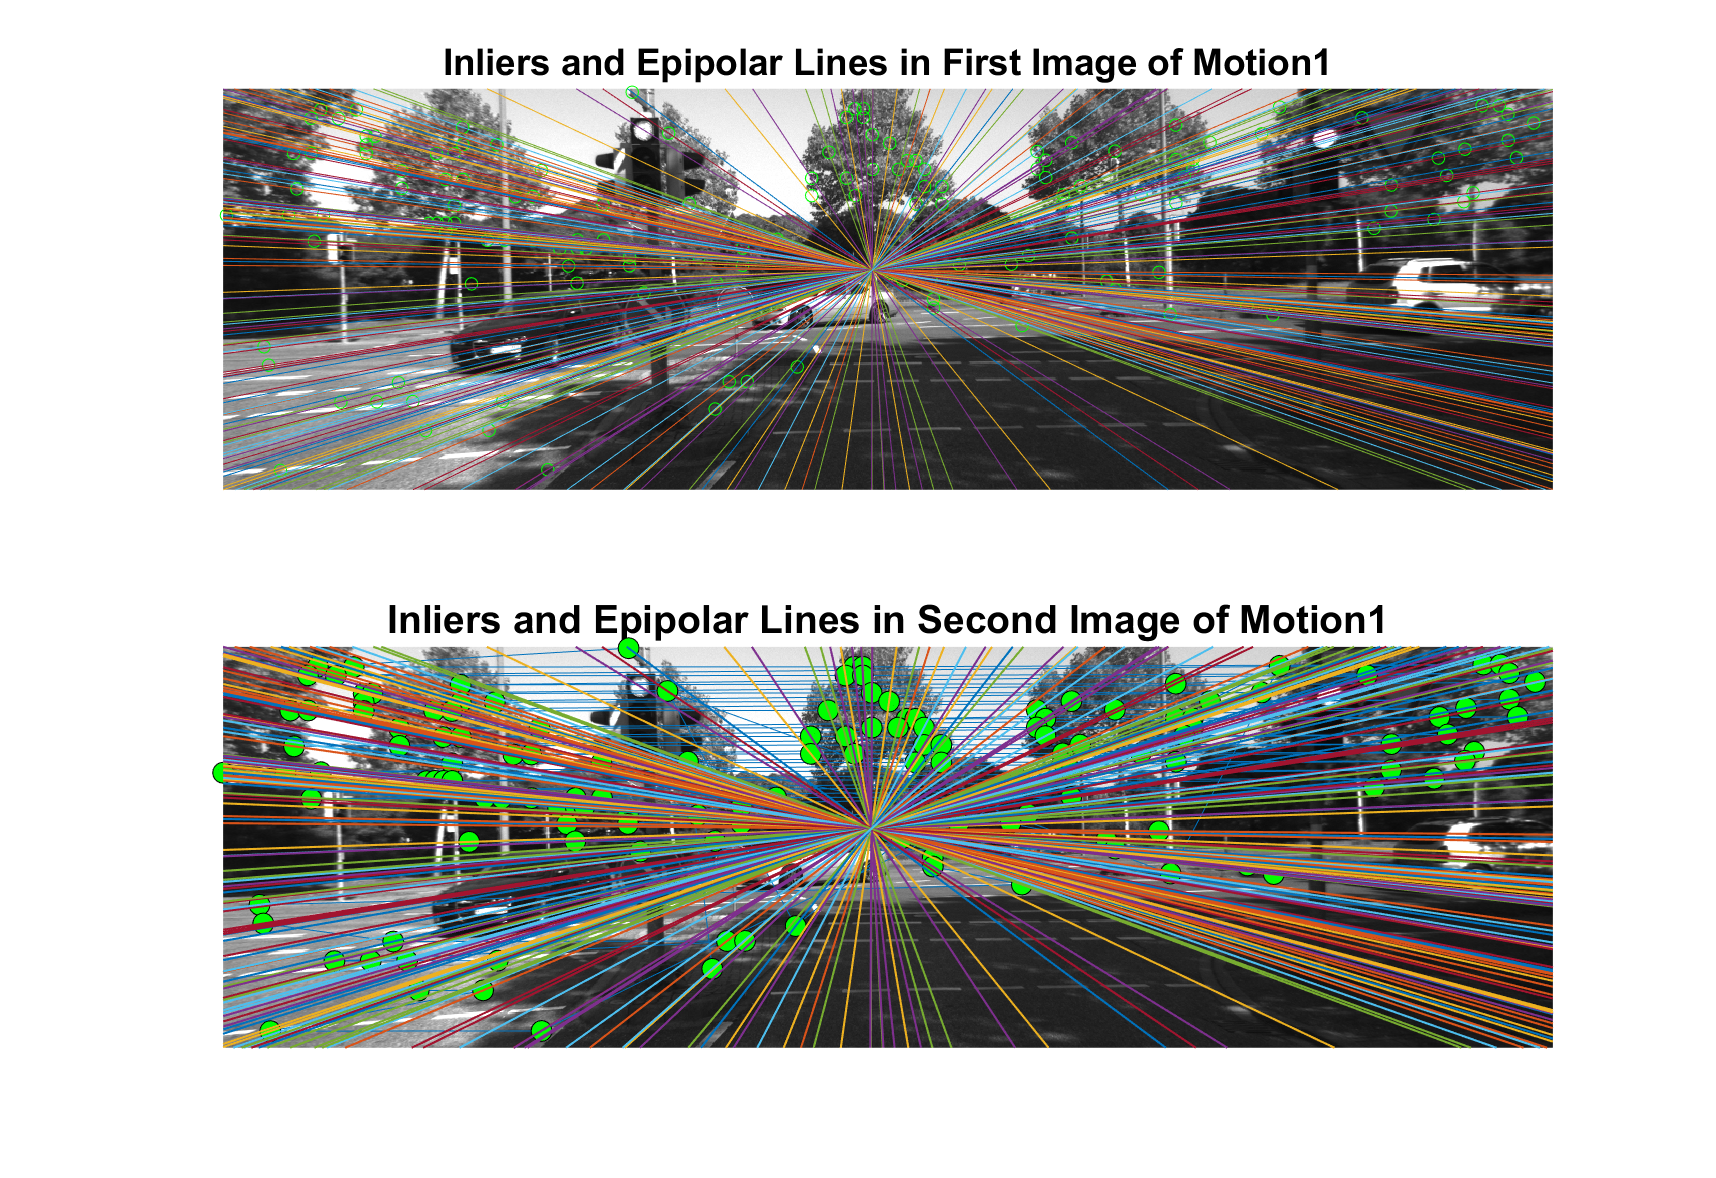 Inliers and Epipolar Lines in First Image of Motion1
Inliers and Epipolar Lines in Second Image of Motion1